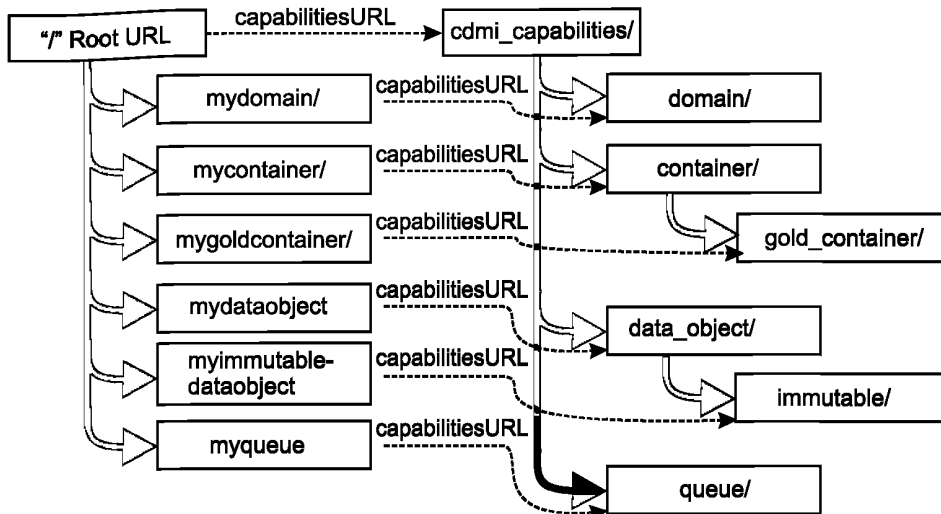 capabilitiesURL
"/" Root URL
cdmi_capabilities/
mydomain/
capabilitiesURL
domain/
mycontainer/
capabilitiesURL
container/
mygoldcontainer/
capabilitiesURL
gold_container/
mydataobject
capabilitiesURL
data_object/
myimmutable-
dataobject
capabilitiesURL
immutable/
myqueue
capabilitiesURL
queue/